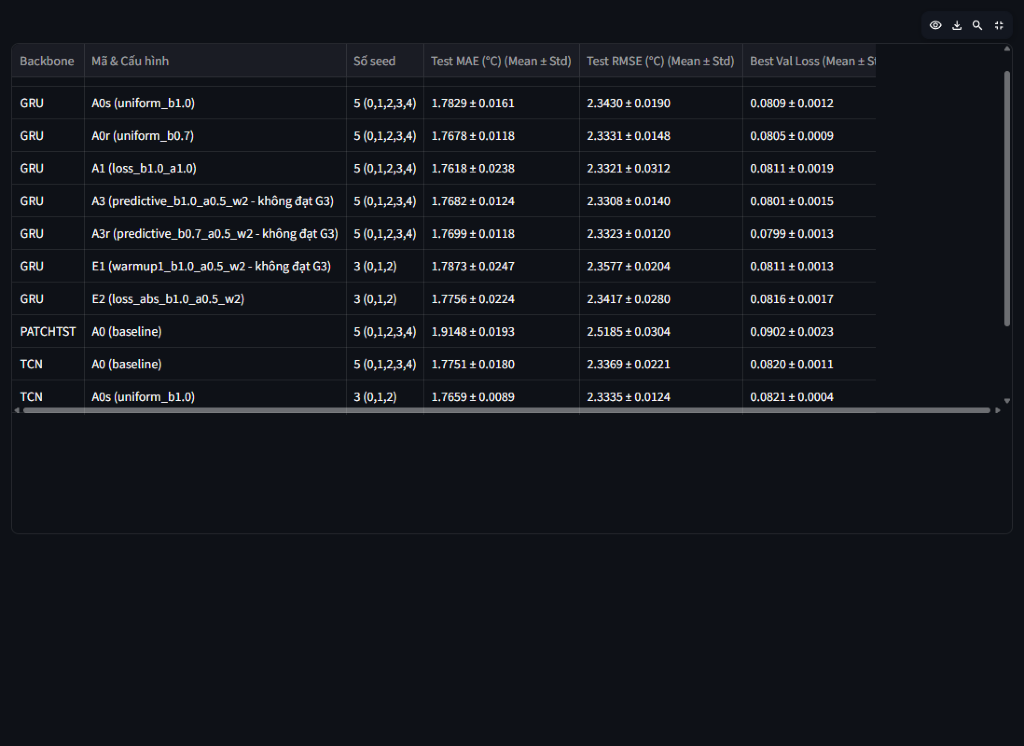 Backbone Mã & Cấu hình Số seed Test MAE (°C) (Mean ± Std) Test RMSE (°C) (Mean ± Std) Best Val Loss (Mean ± St
GRU A0s (uniform_b1.0) 5 (0,1,2,3,4) 1.7829 ± 0.0161 2.3430 ± 0.0190 0.0809 ± 0.0012
GRU A0r (uniform_b0.7) 5 (0,1,2,3,4) 1.7678 ± 0.0118 2.3331 ± 0.0148 0.0805 ± 0.0009
GRU A1 (loss_b1.0_a1.0) 5 (0,1,2,3,4) 1.7618 ± 0.0238 2.3321 ± 0.0312 0.0811 ± 0.0019
GRU A3 (predictive_b1.0_a0.5_w2 - không đạt G3) 5 (0,1,2,3,4) 1.7682 ± 0.0124 2.3308 ± 0.0140 0.0801 ± 0.0015
GRU A3r (predictive_b0.7_a0.5_w2 - không đạt G3) 5 (0,1,2,3,4) 1.7699 ± 0.0118 2.3323 ± 0.0120 0.0799 ± 0.0013
GRU E1 (warmup1_b1.0_a0.5_w2 - không đạt G3) 3 (0,1,2) 1.7873 ± 0.0247 2.3577 ± 0.0204 0.0811 ± 0.0013
GRU E2 (loss_abs_b1.0_a0.5_w2) 3 (0,1,2) 1.7756 ± 0.0224 2.3417 ± 0.0280 0.0816 ± 0.0017
PATCHTST A0 (baseline) 5 (0,1,2,3,4) 1.9148 ± 0.0193 2.5185 ± 0.0304 0.0902 ± 0.0023
TCN A0 (baseline) 5 (0,1,2,3,4) 1.7751 ± 0.0180 2.3369 ± 0.0221 0.0820 ± 0.0011
TCN A0s (uniform_b1.0) 3 (0,1,2) 1.7659 ± 0.0089 2.3335 ± 0.0124 0.0821 ± 0.0004